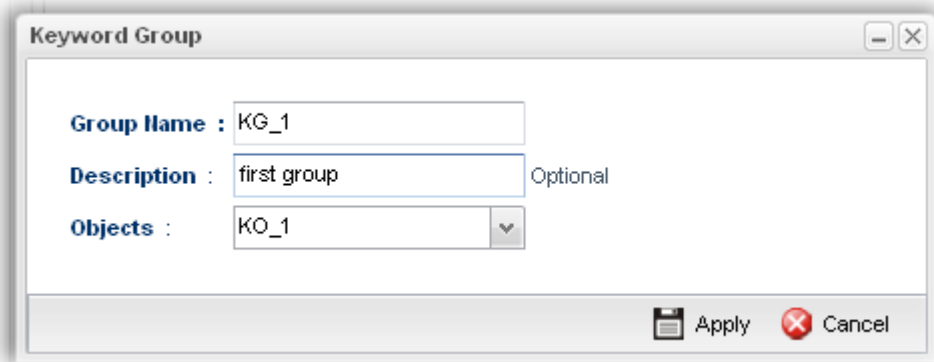 Keyword Group
Group Name : KG_1
Description : first group Optional
Objects : KO_1
Apply Cancel